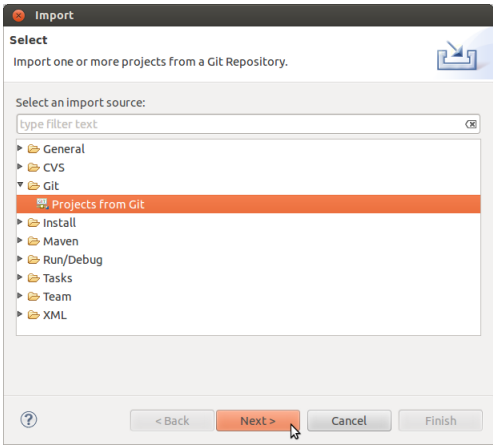 Import
Select
Import one or more projects from a Git Repository.
Select an import source:
type filter text
General
CVS
Git
Projects from Git
Install
Maven
Run/Debug
Tasks
Team
XML
? < Back Next > Cancel Finish